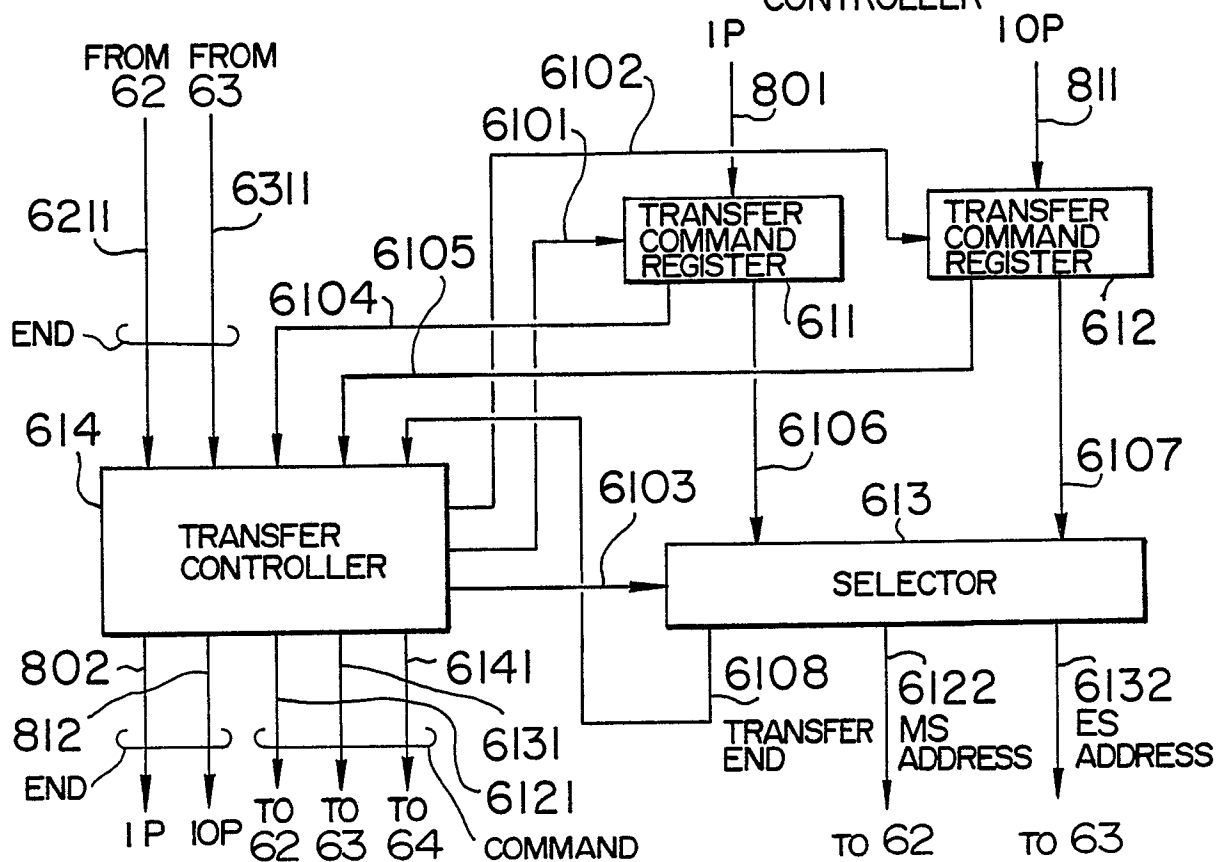 CONTROLLER
IP
IOP
FROM FROM
62 63
6102
801
811
6101
6211
6311
TRANSFER
COMMAND
REGISTER
TRANSFER
COMMAND
REGISTER
6105
6104
611
612
END
614
6106
6107
6103
613
TRANSFER
CONTROLLER
SELECTOR
802
6141
6108
6122
6132
812
6131
TRANSFER
END
MS
ADDRESS
ES
ADDRESS
END
6121
IP
IOP
TO
62
TO
63
TO
64
COMMAND
TO 62
TO 63